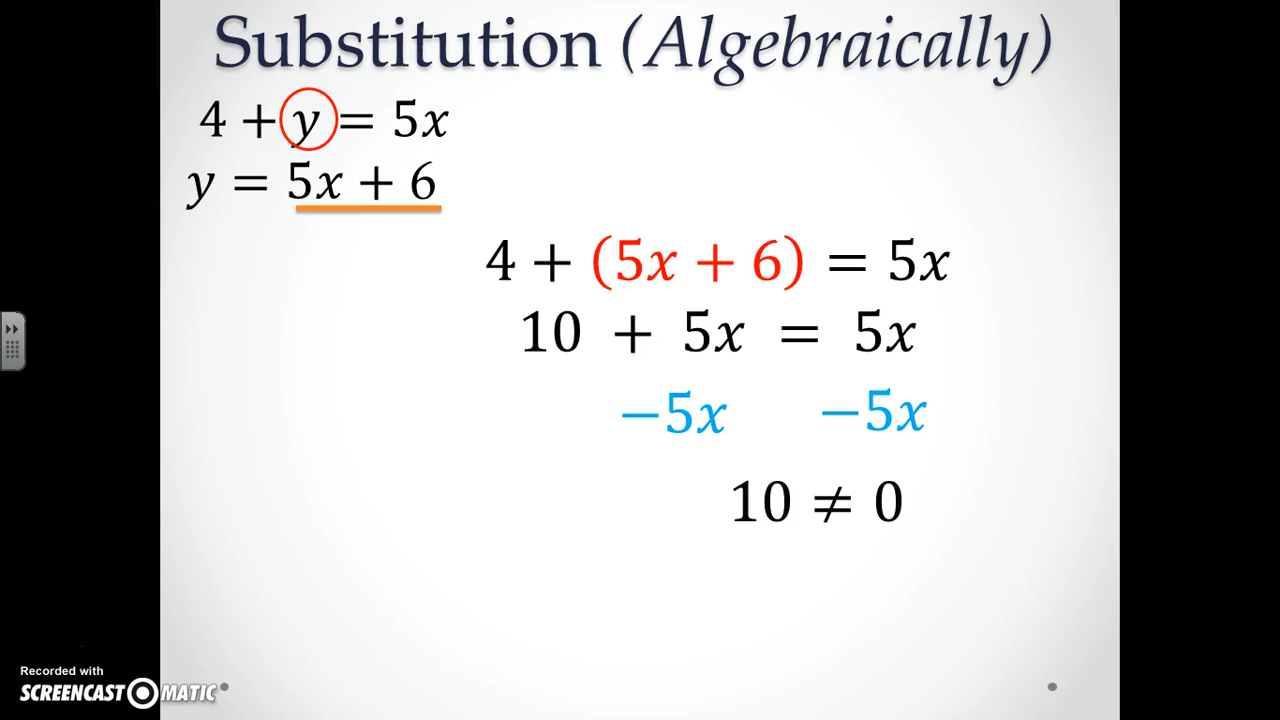 Substitution (Algebraically)
4 + y = 5x
y = 5x + 6
4 + (5x + 6) = 5x
10 + 5x = 5x
−5x −5x
10 ≠ 0
Recorded with
SCREENCAST MATIC